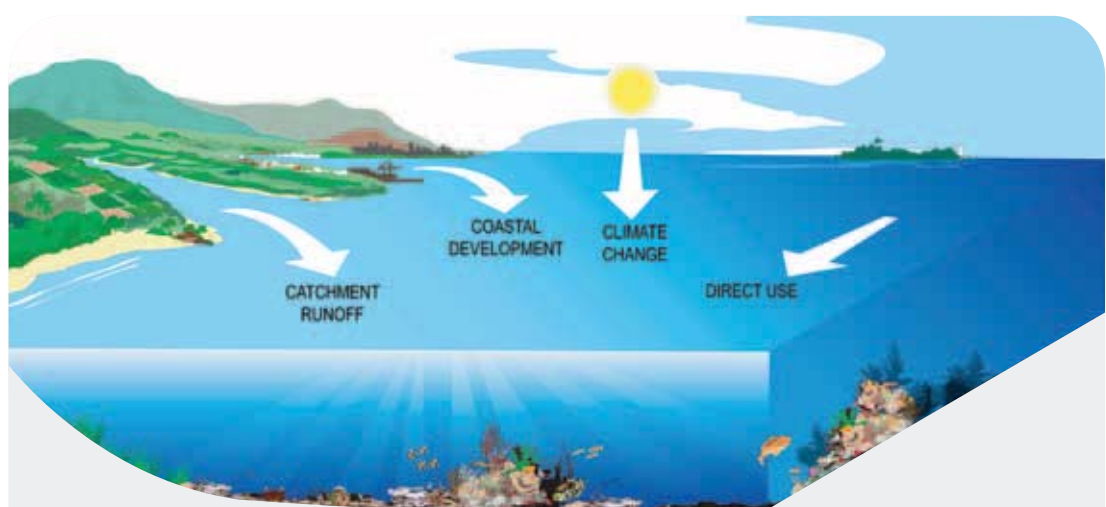 COASTAL
DEVELOPMENT
CLIMATE
CHANGE
CATCHMENT
RUNOFF
DIRECT USE